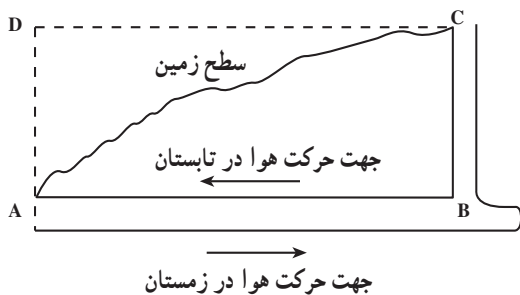 D
C
سطح زمین
جهت حرکت هوا در تابستان
A
B
جهت حرکت هوا در زمستان